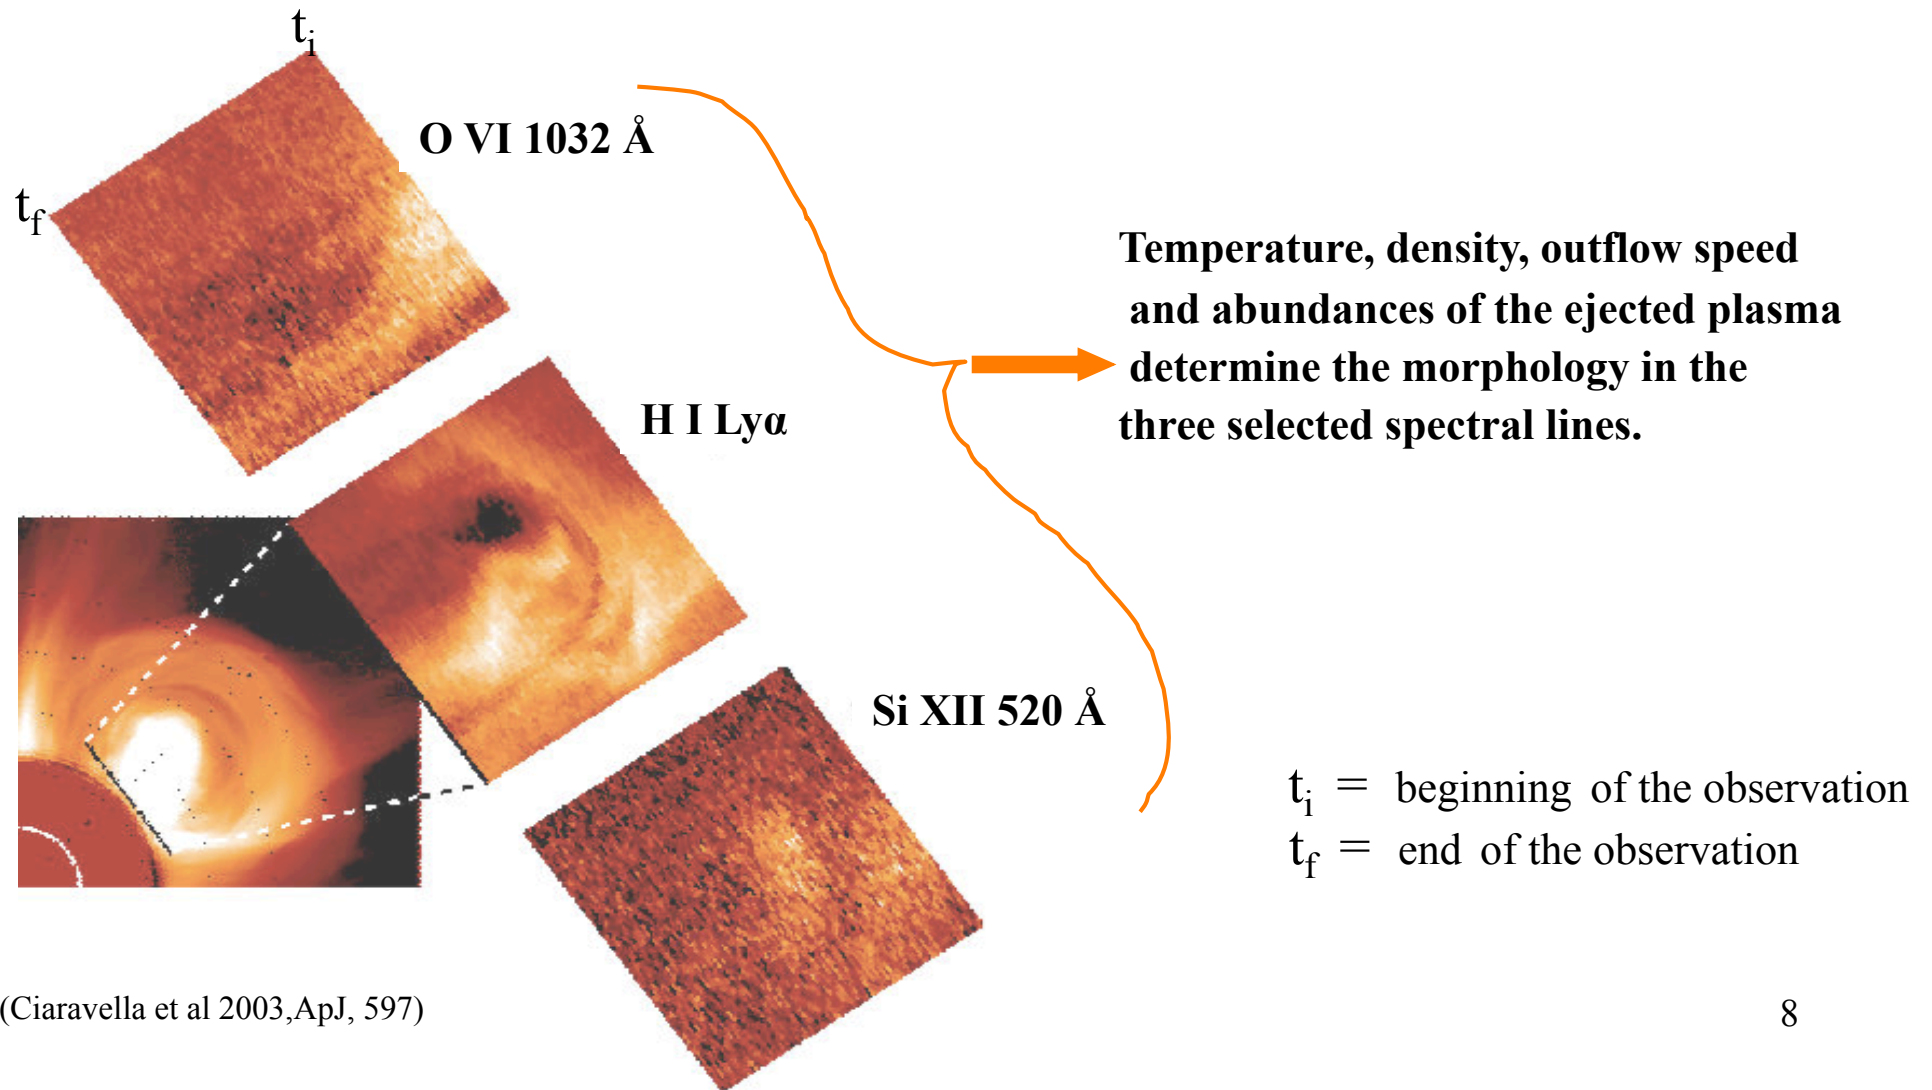 t_i
O VI 1032 Å
t_f
Temperature, density, outflow speed
and abundances of the ejected plasma
determine the morphology in the
three selected spectral lines.
H I Lyα
Si XII 520 Å
t_i = beginning of the observation
t_f = end of the observation
(Ciaravella et al 2003,ApJ, 597)
8